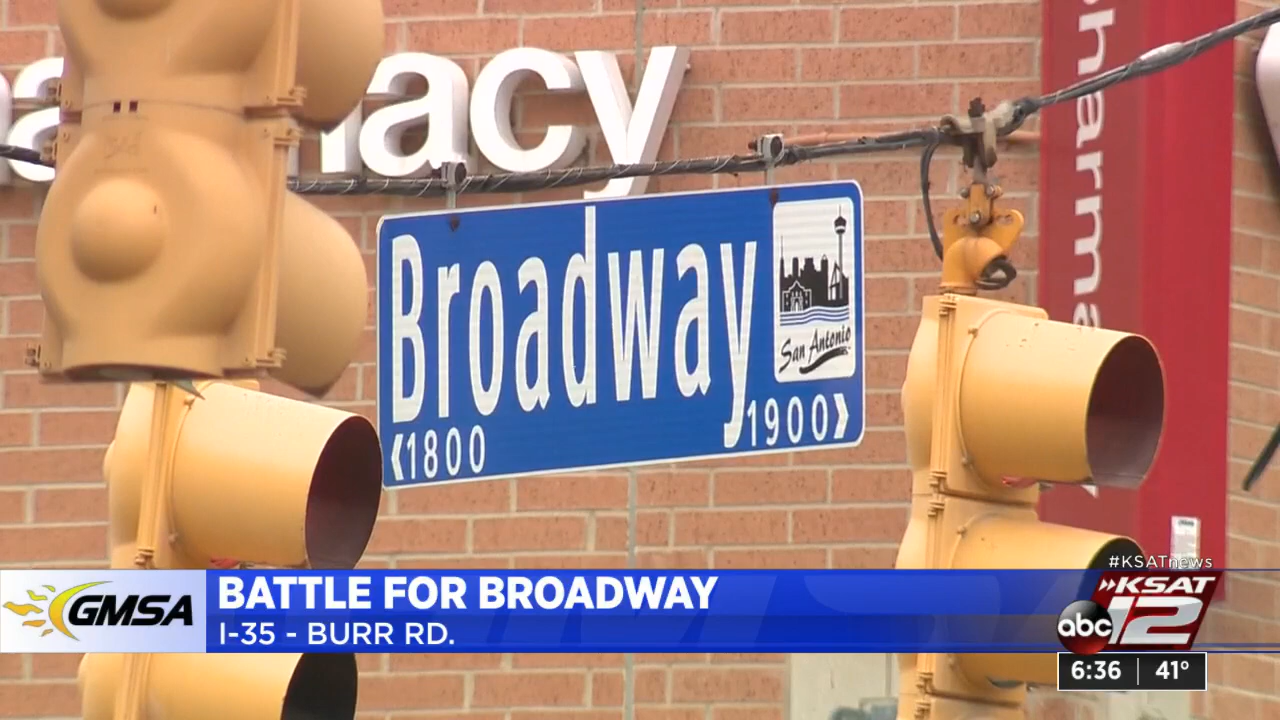 acy
pharma
Broadway
San Antonio
1800
1900
#KSATnews
GMSA
BATTLE FOR BROADWAY
I-35 - BURR RD.
KSAT
abc 12
6:36 | 41°